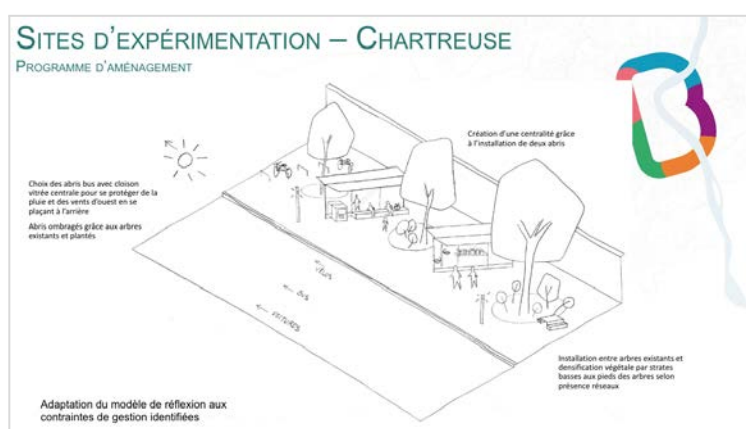 SITES D'EXPÉRIMENTATION – CHARTREUSE
PROGRAMME D'AMÉNAGEMENT
Création d'une centralité grâce
à l'installation de deux abris
Choix des abris bus avec cloison
vitrée centrale pour se protéger de la
pluie et des vents d'ouest en se
plaçant à l'arrière
Abris ombragés grâce aux arbres
existants et plantés
VÉLOS
BUS
VOITURES
Installation entre arbres existants et
densification végétale par strates
basses aux pieds des arbres selon
présence réseaux
Adaptation du modèle de réflexion aux
contraintes de gestion identifiées